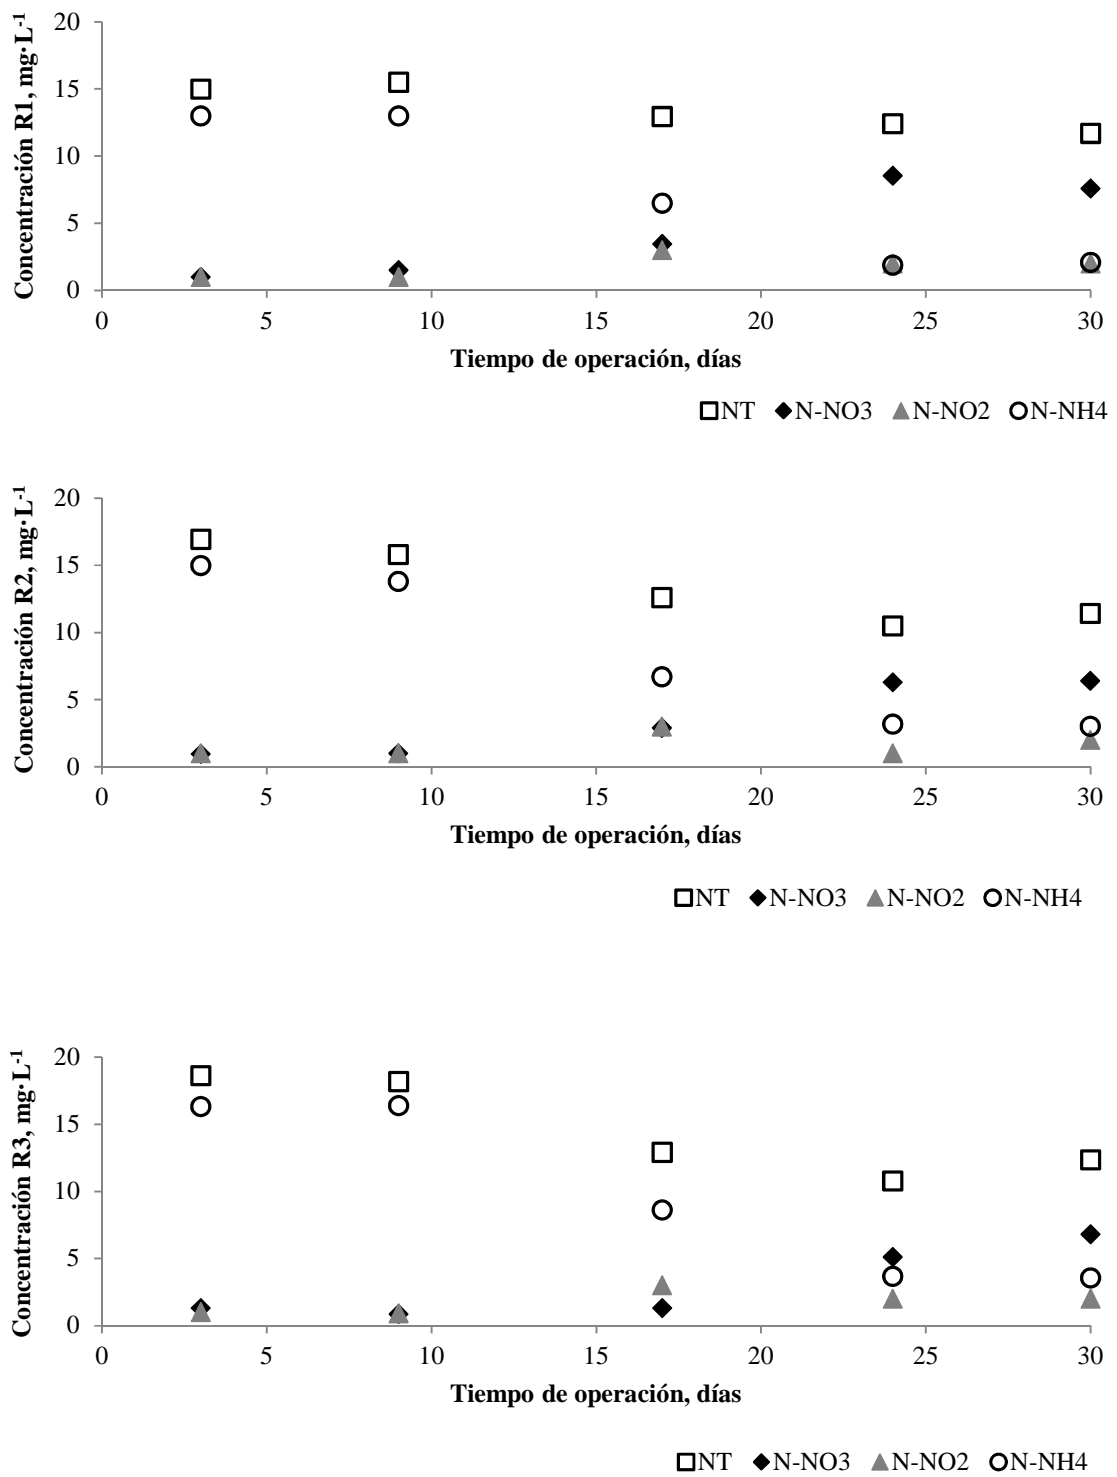 20
15
10
5
0
Concentración R1, mg·L-1
0 5 10 15 20 25 30
Tiempo de operación, días
NT N-NO3 N-NO2 N-NH4
20
15
10
5
0
Concentración R2, mg·L-1
0 5 10 15 20 25 30
Tiempo de operación, días
NT N-NO3 N-NO2 N-NH4
20
15
10
5
0
Concentración R3, mg·L-1
0 5 10 15 20 25 30
Tiempo de operación, días
NT N-NO3 N-NO2 N-NH4